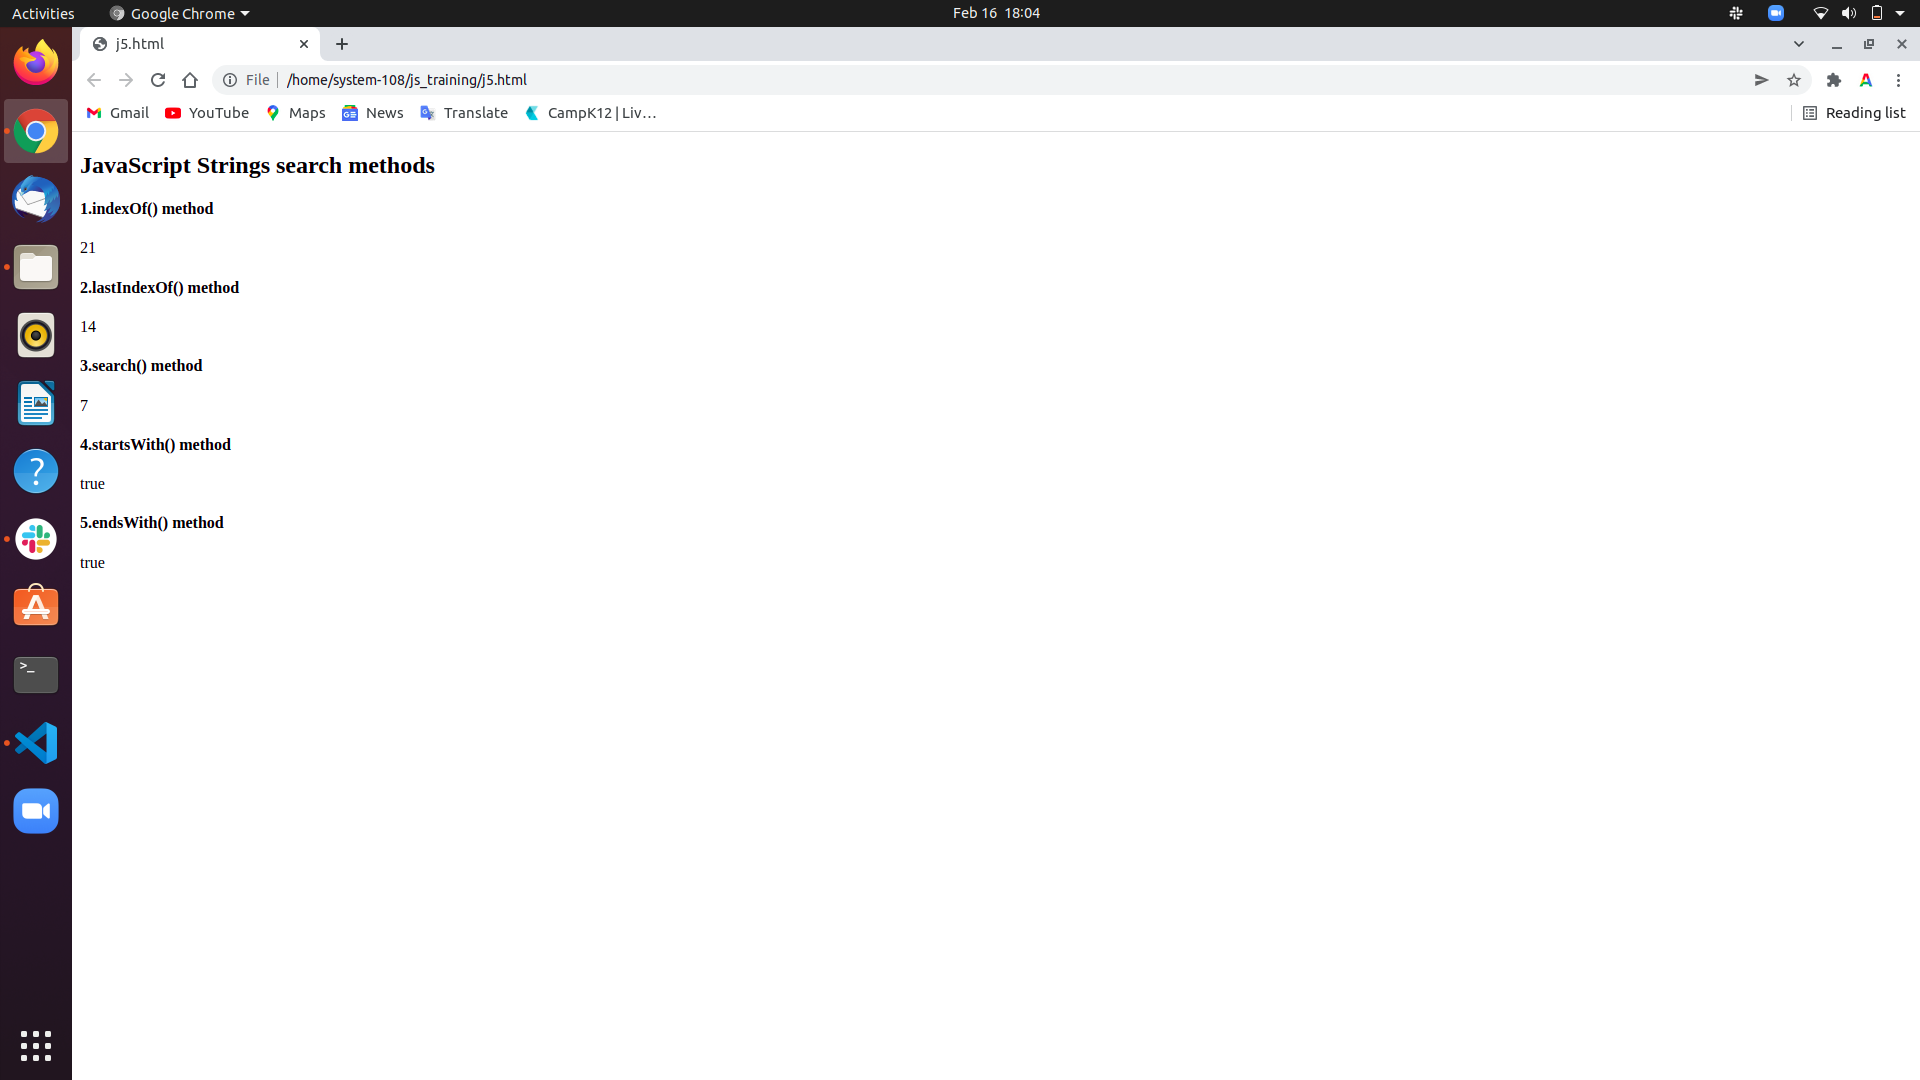 Activities
Google Chrome
Feb 16 18:04
j5.html
File
/home/system-108/js_training/j5.html
Gmail
YouTube
Maps
News
Translate
CampK12 | Liv…
Reading list
JavaScript Strings search methods
1.indexOf() method
21
2.lastIndexOf() method
14
3.search() method
7
4.startsWith() method
true
5.endsWith() method
true